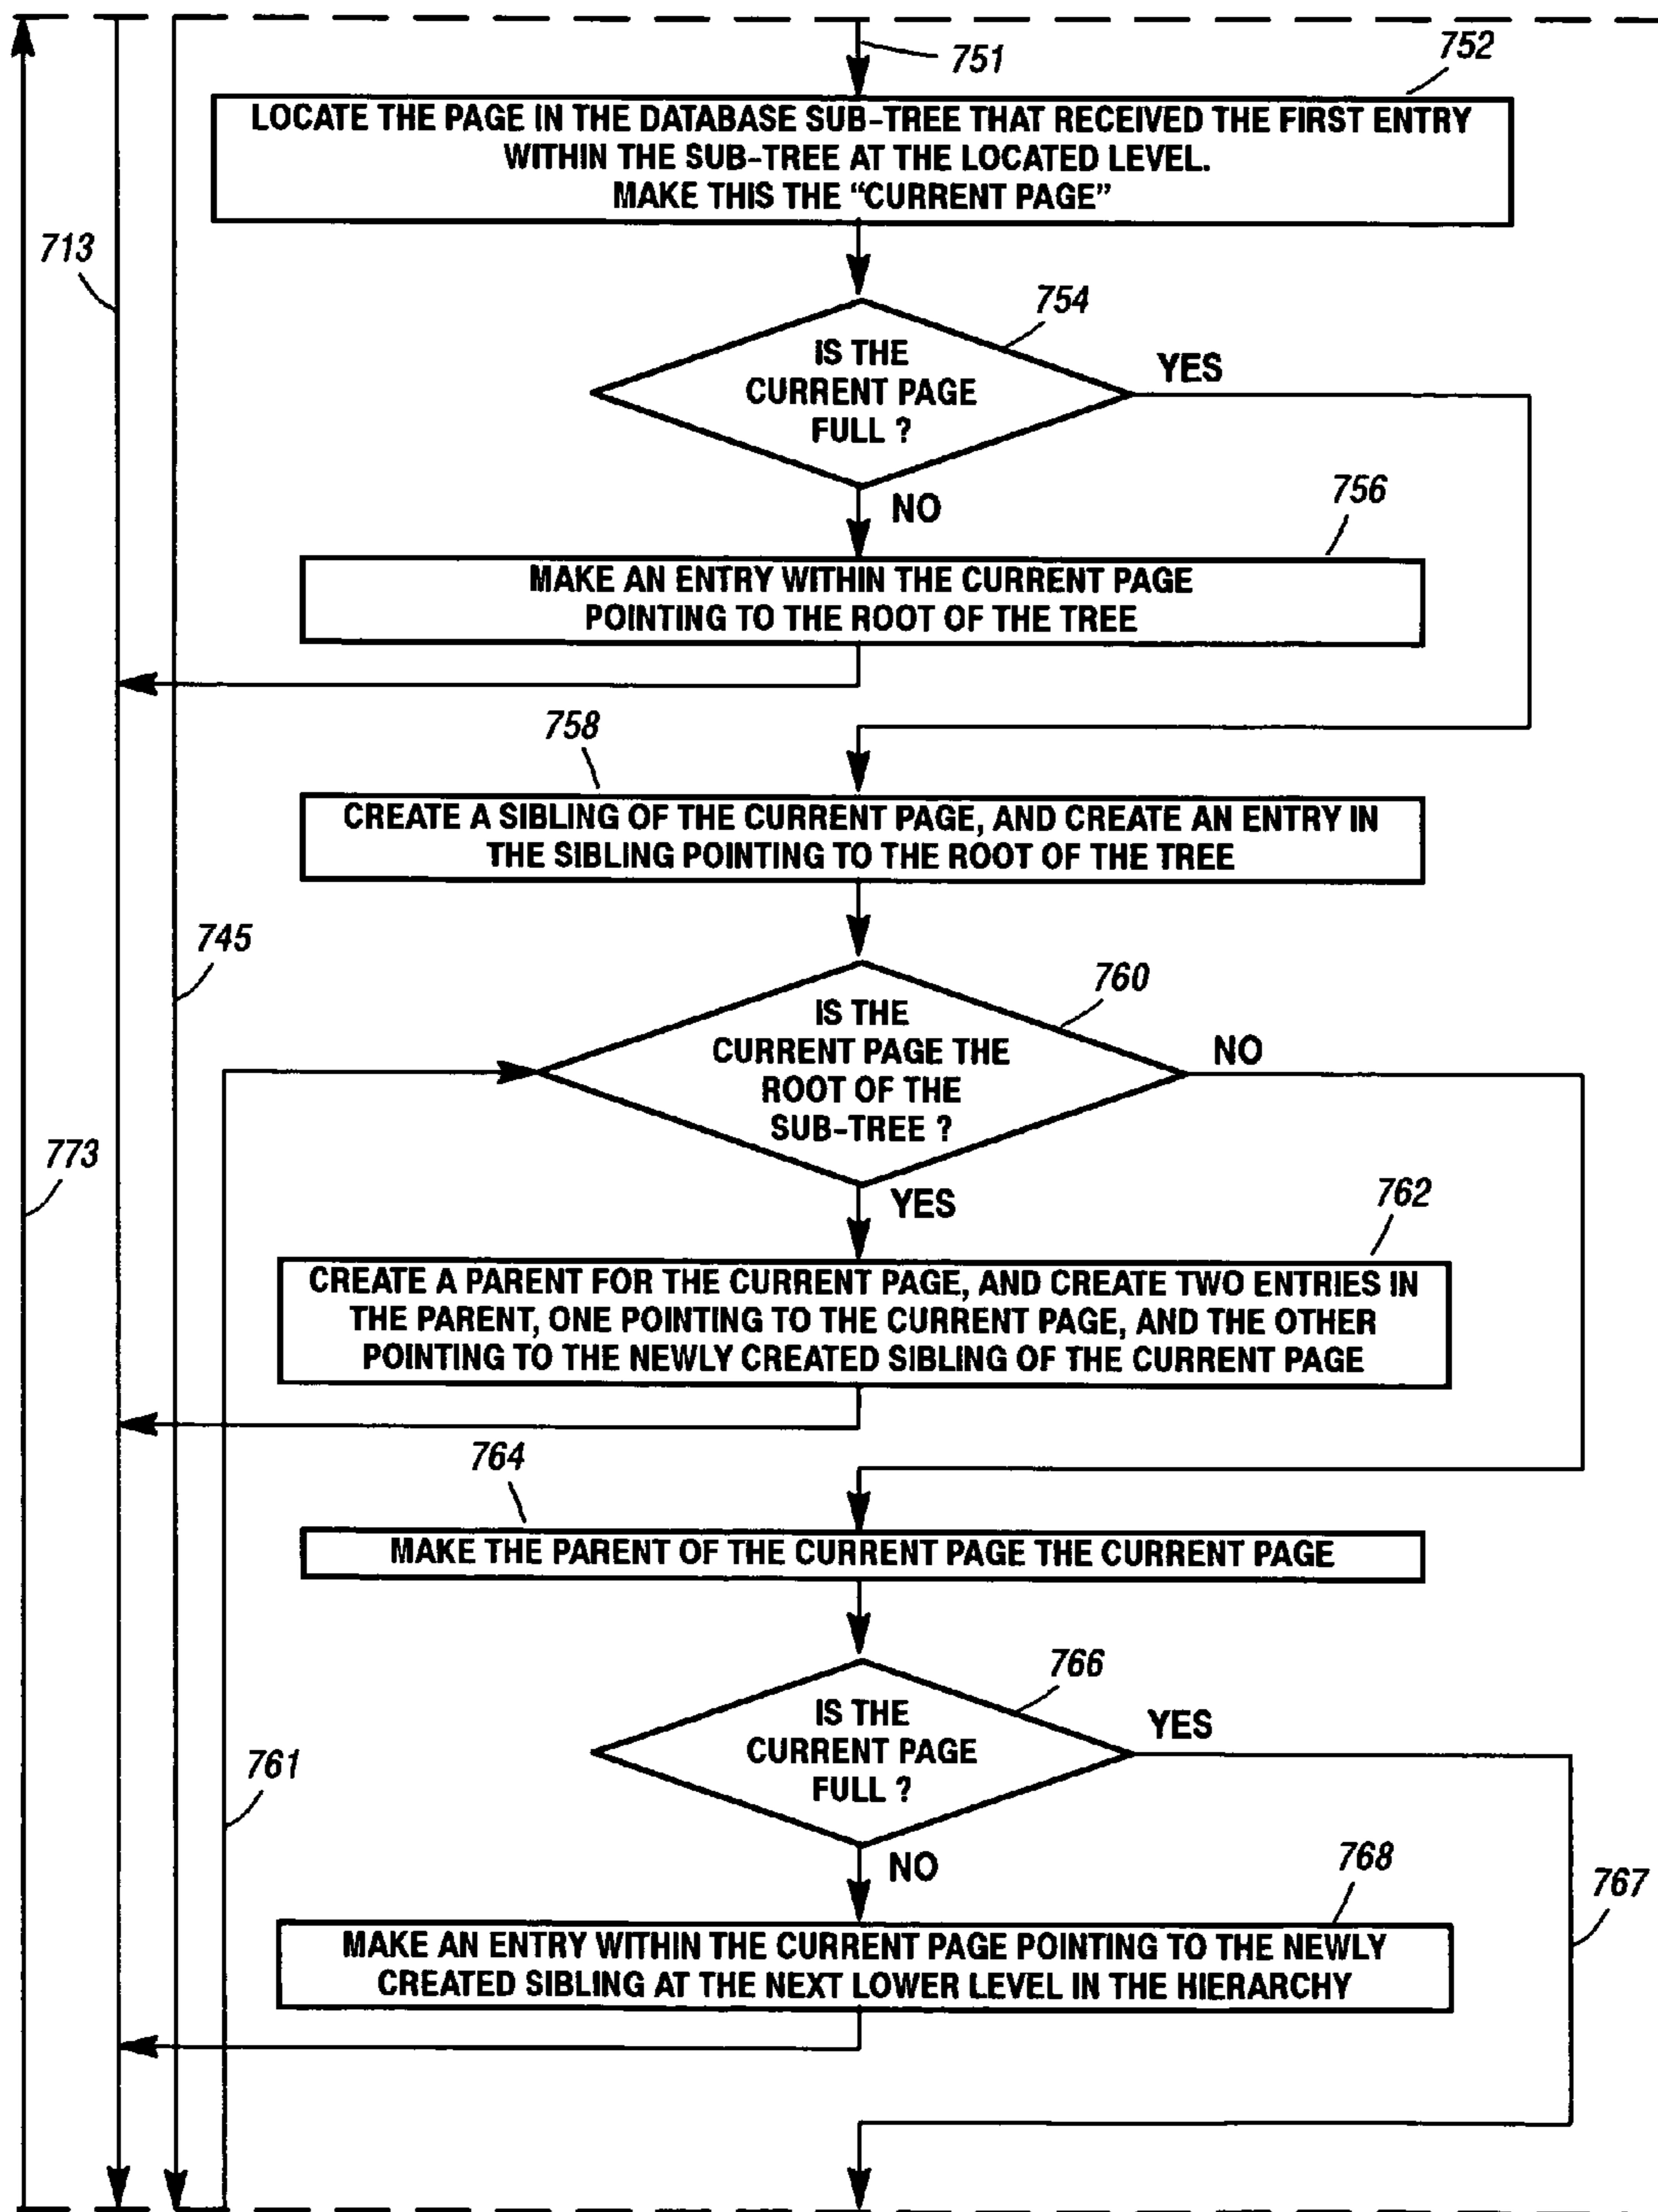 751
752
LOCATE THE PAGE IN THE DATABASE SUB-TREE THAT RECEIVED THE FIRST ENTRY
WITHIN THE SUB-TREE AT THE LOCATED LEVEL.
MAKE THIS THE “CURRENT PAGE”
713
754
IS THE
CURRENT PAGE
FULL ?
YES
NO
756
MAKE AN ENTRY WITHIN THE CURRENT PAGE
POINTING TO THE ROOT OF THE TREE
758
CREATE A SIBLING OF THE CURRENT PAGE, AND CREATE AN ENTRY IN
THE SIBLING POINTING TO THE ROOT OF THE TREE
745
760
IS THE
CURRENT PAGE THE
ROOT OF THE
SUB-TREE ?
NO
YES
773
762
CREATE A PARENT FOR THE CURRENT PAGE, AND CREATE TWO ENTRIES IN
THE PARENT, ONE POINTING TO THE CURRENT PAGE, AND THE OTHER
POINTING TO THE NEWLY CREATED SIBLING OF THE CURRENT PAGE
764
MAKE THE PARENT OF THE CURRENT PAGE THE CURRENT PAGE
766
IS THE
CURRENT PAGE
FULL ?
YES
NO
761
768
767
MAKE AN ENTRY WITHIN THE CURRENT PAGE POINTING TO THE NEWLY
CREATED SIBLING AT THE NEXT LOWER LEVEL IN THE HIERARCHY